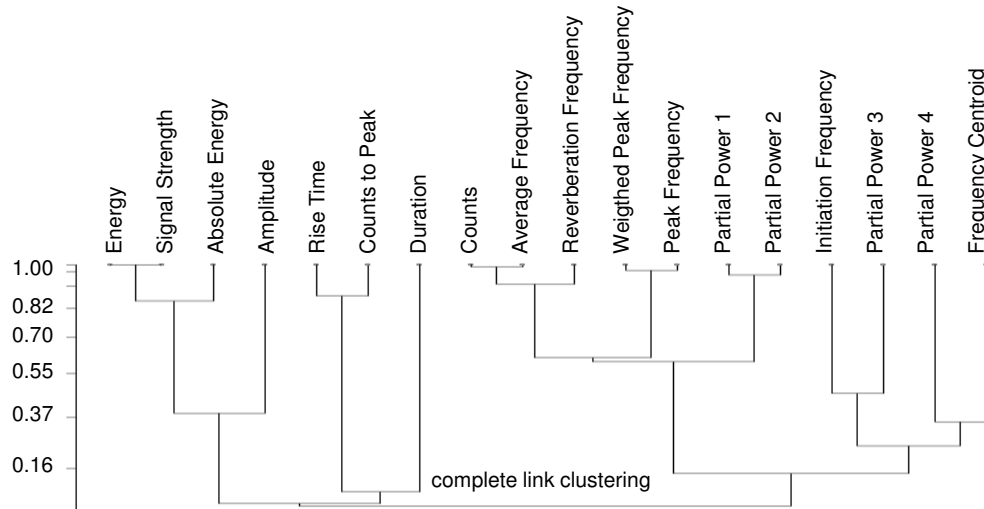 Energy
Signal Strength
Absolute Energy
Amplitude
Rise Time
Counts to Peak
Duration
Counts
Average Frequency
Reverberation Frequency
Weigthed Peak Frequency
Peak Frequency
Partial Power 1
Partial Power 2
Initiation Frequency
Partial Power 3
Partial Power 4
Frequency Centroid
1.00
0.82
0.70
0.55
0.37
0.16
complete link clustering